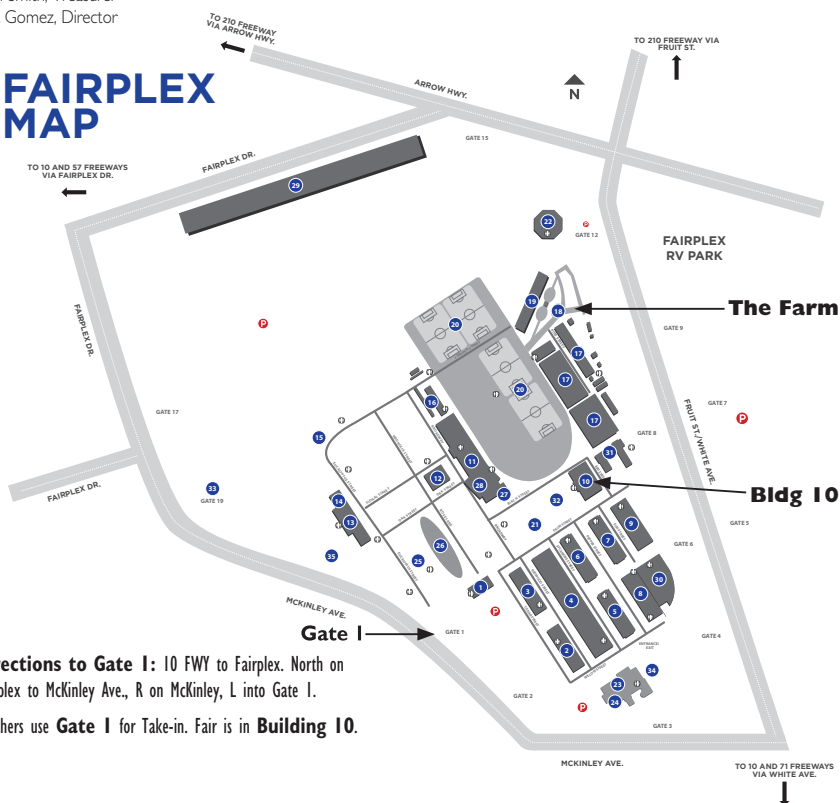 Gomez, Director
TO 210 FREEWAY
VIA ARROW HWY.
TO 210 FREEWAY VIA
FRUIT ST.
FAIRPLEX
MAP
N
ARROW HWY.
GATE 15
FAIRPLEX DR.
TO 10 AND 57 FREEWAYS
VIA FAIRPLEX DR.
29
22
P
GATE 12
FAIRPLEX
RV PARK
19
18
The Farm
20
P
FAIRPLEX DR.
17
GATE 9
17
20
GATE 7
P
16
17
FRUIT ST./WHITE AVE.
GATE 17
GATE 8
15
11
31
12
28
27
10
Bldg 10
33
GATE 19
FAIRPLEX DR.
14
13
32
21
9
GATE 5
26
6
7
GATE 6
35
25
1
3
4
30
8
5
MCKINLEY AVE.
P
Gate 1
GATE 1
2
ENTRANCE
EXIT
GATE 4
34
23
24
GATE 2
P
GATE 3
rections to Gate 1: 10 FWY to Fairplex. North on
plex to McKinley Ave., R on McKinley, L into Gate 1.
hers use Gate 1 for Take-in. Fair is in Building 10.
MCKINLEY AVE.
TO 10 AND 71 FREEWAYS
VIA WHITE AVE.